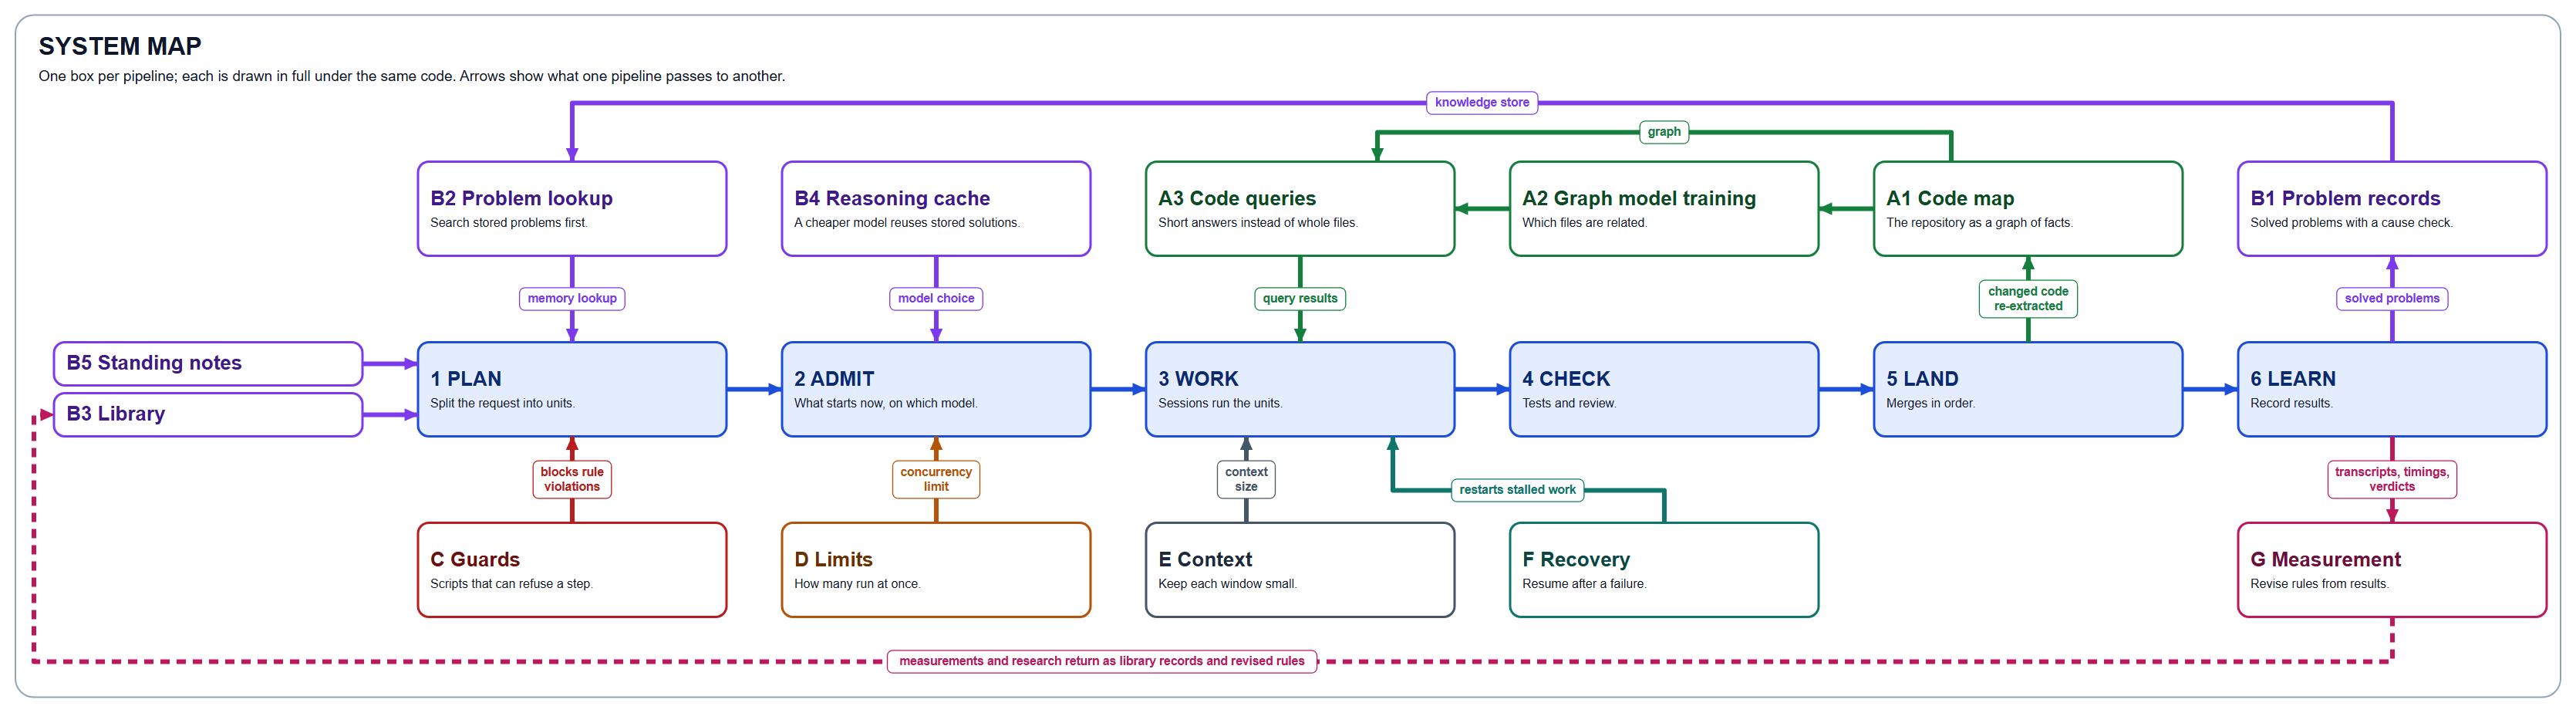 SYSTEM MAP
One box per pipeline; each is drawn in full under the same code. Arrows show what one pipeline passes to another.
knowledge store
graph
B2 Problem lookup
Search stored problems first.
B4 Reasoning cache
A cheaper model reuses stored solutions.
A3 Code queries
Short answers instead of whole files.
A2 Graph model training
Which files are related.
A1 Code map
The repository as a graph of facts.
B1 Problem records
Solved problems with a cause check.
memory lookup
model choice
query results
changed code
re-extracted
solved problems
B5 Standing notes
B3 Library
1 PLAN
Split the request into units.
2 ADMIT
What starts now, on which model.
3 WORK
Sessions run the units.
4 CHECK
Tests and review.
5 LAND
Merges in order.
6 LEARN
Record results.
blocks rule
violations
concurrency
limit
context
size
restarts stalled work
transcripts, timings,
verdicts
C Guards
Scripts that can refuse a step.
D Limits
How many run at once.
E Context
Keep each window small.
F Recovery
Resume after a failure.
G Measurement
Revise rules from results.
measurements and research return as library records and revised rules